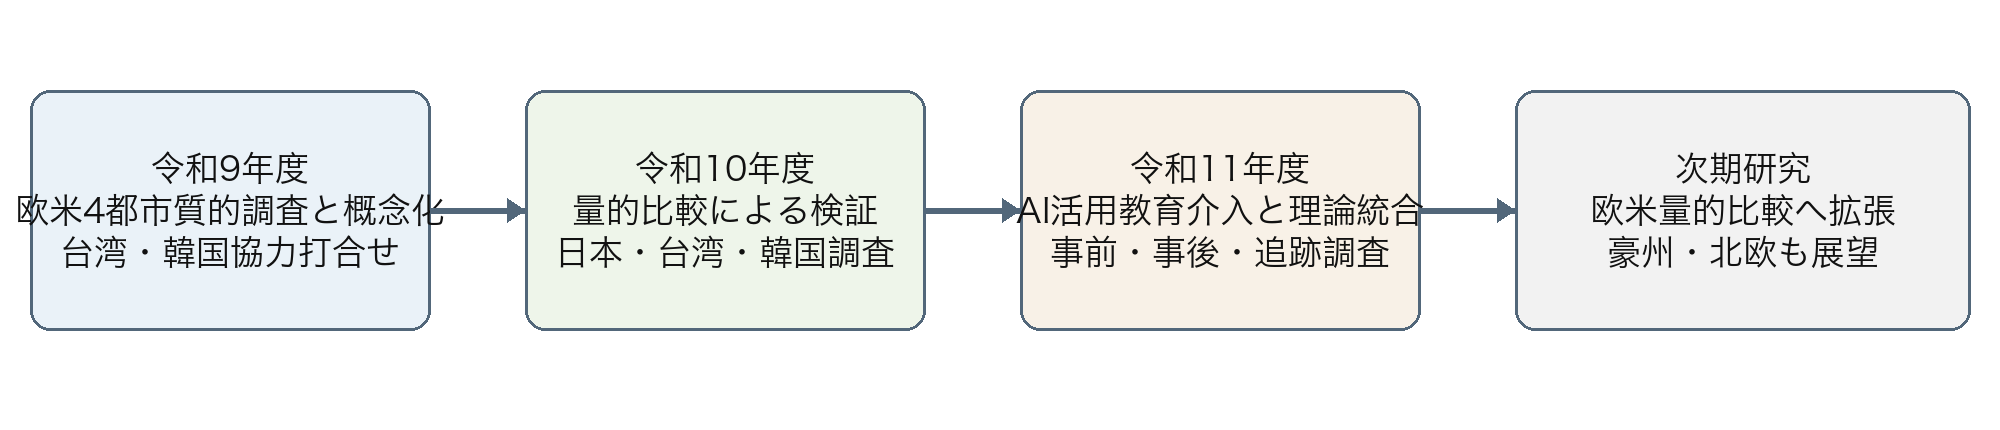 令和9年度
欧米4都市質的調査と概念化
台湾・韓国協力打合せ
令和10年度
量的比較による検証
日本・台湾・韓国調査
令和11年度
AI活用教育介入と理論統合
事前・事後・追跡調査
次期研究
欧米量的比較へ拡張
豪州・北欧も展望